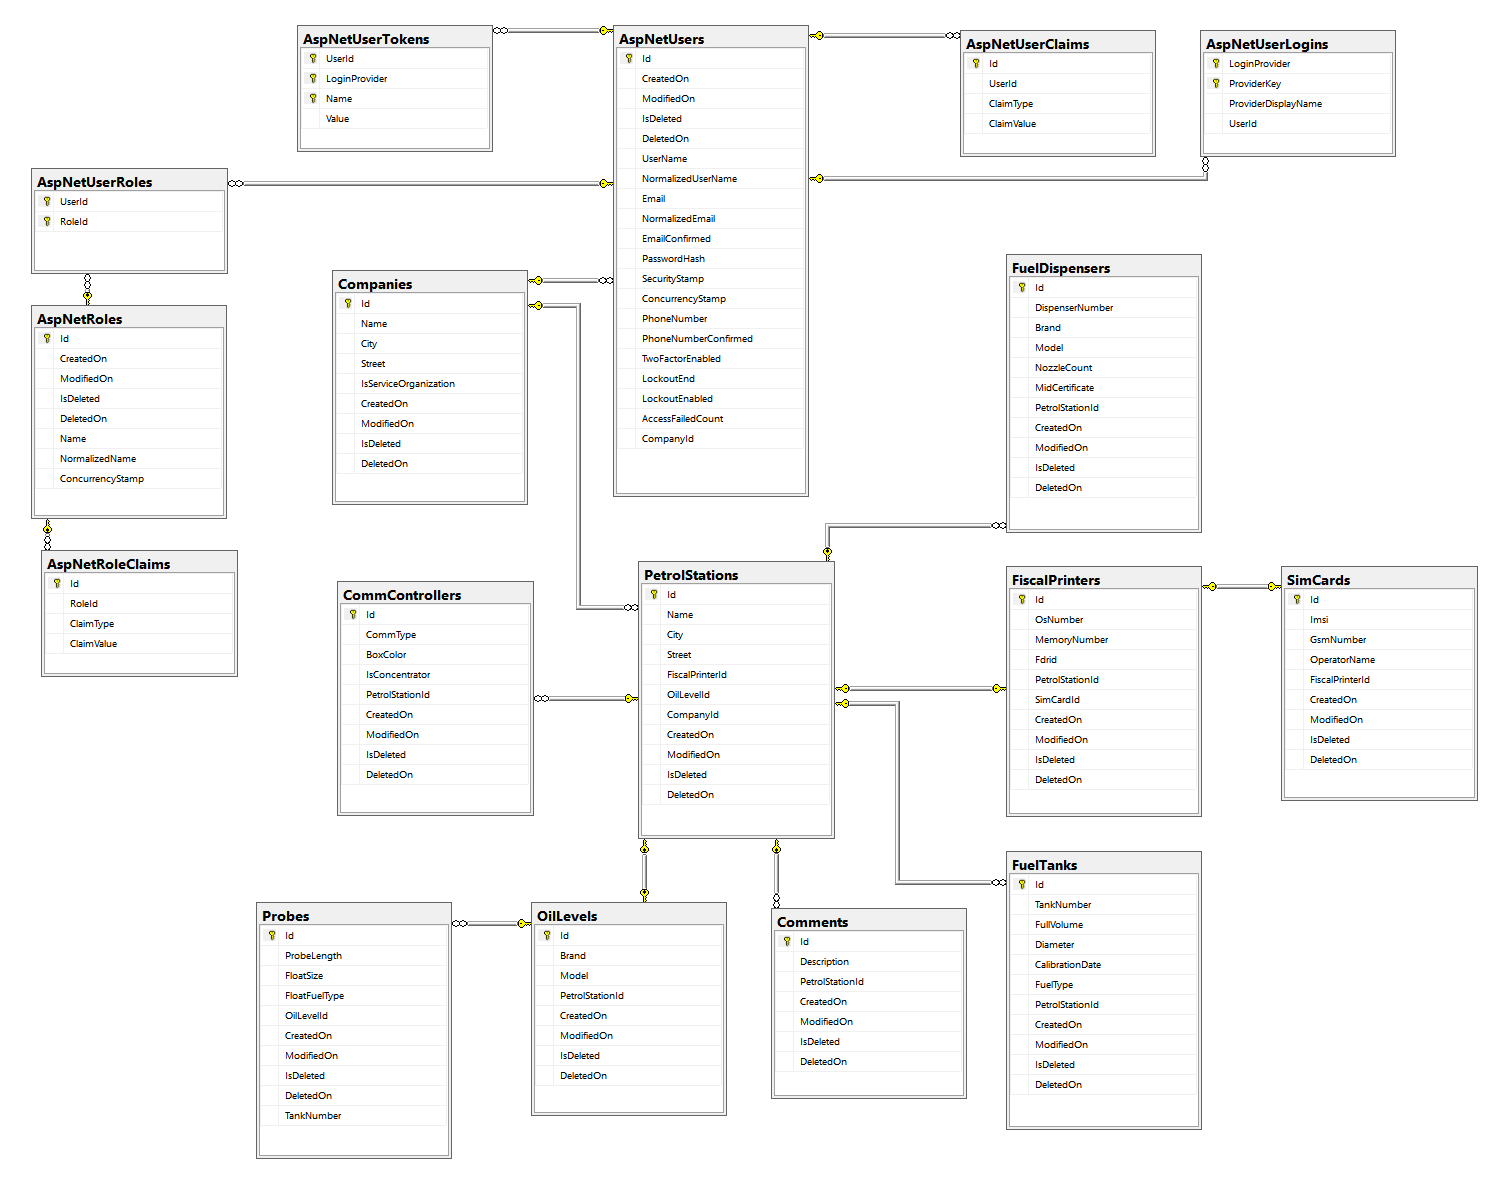 AspNetUserTokens
UserId
LoginProvider
Name
Value
AspNetUsers
Id
CreatedOn
ModifiedOn
IsDeleted
DeletedOn
UserName
NormalizedUserName
Email
NormalizedEmail
EmailConfirmed
PasswordHash
SecurityStamp
ConcurrencyStamp
PhoneNumber
PhoneNumberConfirmed
TwoFactorEnabled
LockoutEnd
LockoutEnabled
AccessFailedCount
CompanyId
AspNetUserClaims
Id
UserId
ClaimType
ClaimValue
AspNetUserLogins
LoginProvider
ProviderKey
ProviderDisplayName
UserId
AspNetUserRoles
UserId
RoleId
AspNetRoles
Id
CreatedOn
ModifiedOn
IsDeleted
DeletedOn
Name
NormalizedName
ConcurrencyStamp
AspNetRoleClaims
Id
RoleId
ClaimType
ClaimValue
Companies
Id
Name
City
Street
IsServiceOrganization
CreatedOn
ModifiedOn
IsDeleted
DeletedOn
FuelDispensers
Id
DispenserNumber
Brand
Model
NozzleCount
MidCertificate
PetrolStationId
CreatedOn
ModifiedOn
IsDeleted
DeletedOn
CommControllers
Id
CommType
BoxColor
IsConcentrator
PetrolStationId
CreatedOn
ModifiedOn
IsDeleted
DeletedOn
PetrolStations
Id
Name
City
Street
FiscalPrinterId
OilLevelId
CompanyId
CreatedOn
ModifiedOn
IsDeleted
DeletedOn
FiscalPrinters
Id
OsNumber
MemoryNumber
Fdrid
PetrolStationId
SimCardId
CreatedOn
ModifiedOn
IsDeleted
DeletedOn
SimCards
Id
Imsi
GsmNumber
OperatorName
FiscalPrinterId
CreatedOn
ModifiedOn
IsDeleted
DeletedOn
Probes
Id
ProbeLength
FloatSize
FloatFuelType
OilLevelId
CreatedOn
ModifiedOn
IsDeleted
DeletedOn
TankNumber
OilLevels
Id
Brand
Model
PetrolStationId
CreatedOn
ModifiedOn
IsDeleted
DeletedOn
Comments
Id
Description
PetrolStationId
CreatedOn
ModifiedOn
IsDeleted
DeletedOn
FuelTanks
Id
TankNumber
FullVolume
Diameter
CalibrationDate
FuelType
PetrolStationId
CreatedOn
ModifiedOn
IsDeleted
DeletedOn